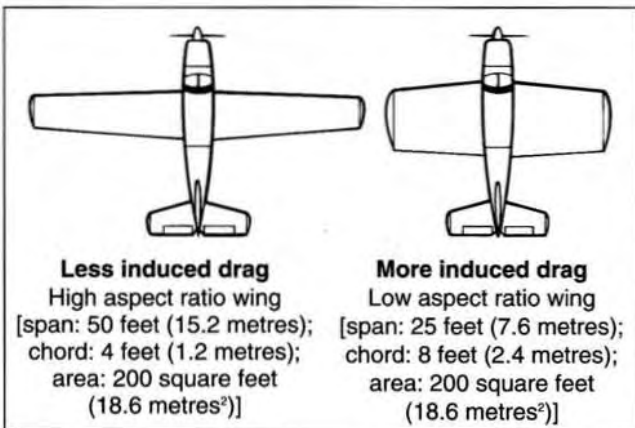 Less induced drag
High aspect ratio wing
[span: 50 feet (15.2 metres);
chord: 4 feet (1.2 metres);
area: 200 square feet
(18.6 metres²)]
More induced drag
Low aspect ratio wing
[span: 25 feet (7.6 metres);
chord: 8 feet (2.4 metres);
area: 200 square feet
(18.6 metres²)]